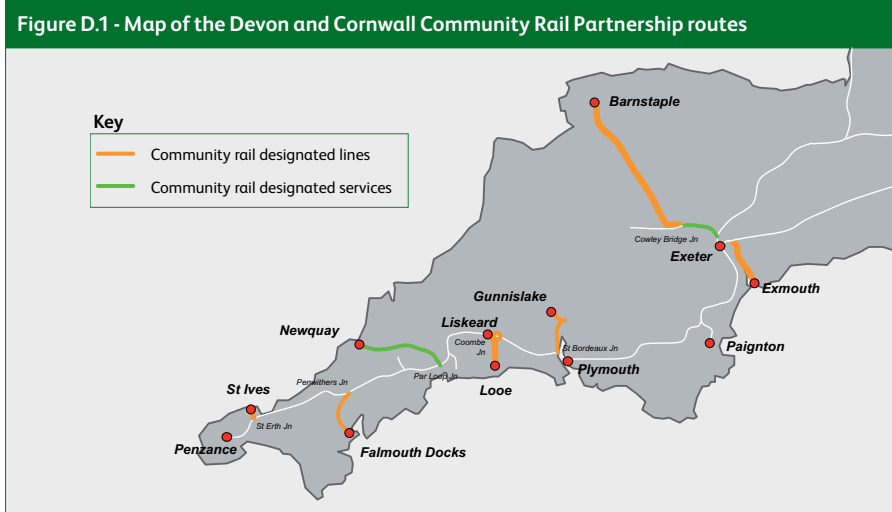 Figure D.1 - Map of the Devon and Cornwall Community Rail Partnership routes
Key
Community rail designated lines
Community rail designated services
Barnstaple
Cowley Bridge Jn
Exeter
Exmouth
Gunnislake
Newquay
Liskeard
Coombe
Jn
St Bordeaux Jn
Paignton
Plymouth
Looe
Par Loop Jn
Penwithers Jn
St Ives
St Erth Jn
Penzance
Falmouth Docks